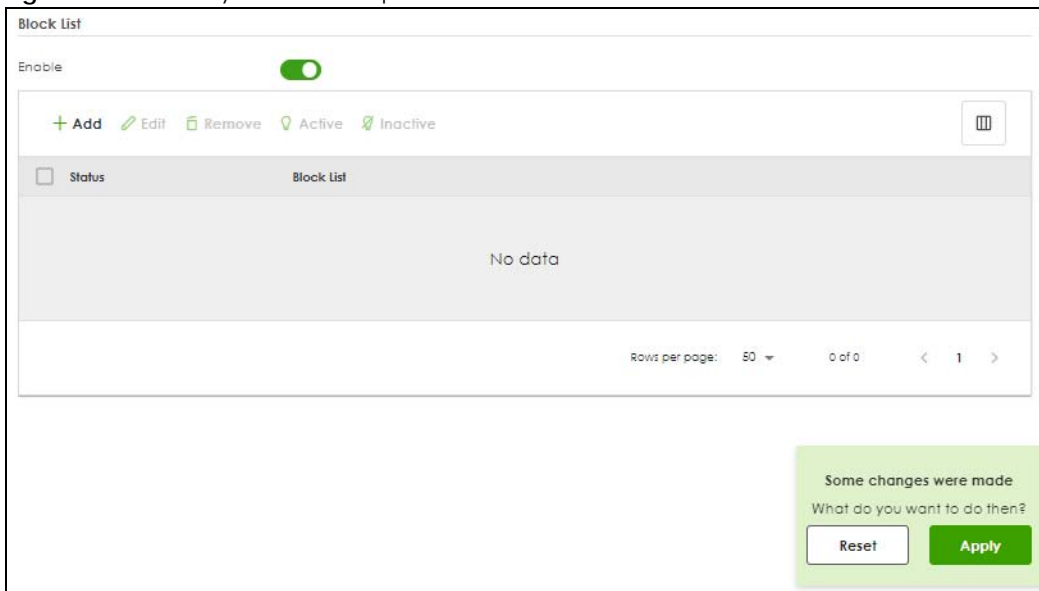 Block List
Enable
Add Edit Remove Active Inactive
Status Block List
No data
Rows per page: 50 0 of 0 < 1 >
Some changes were made
What do you want to do then?
Reset Apply